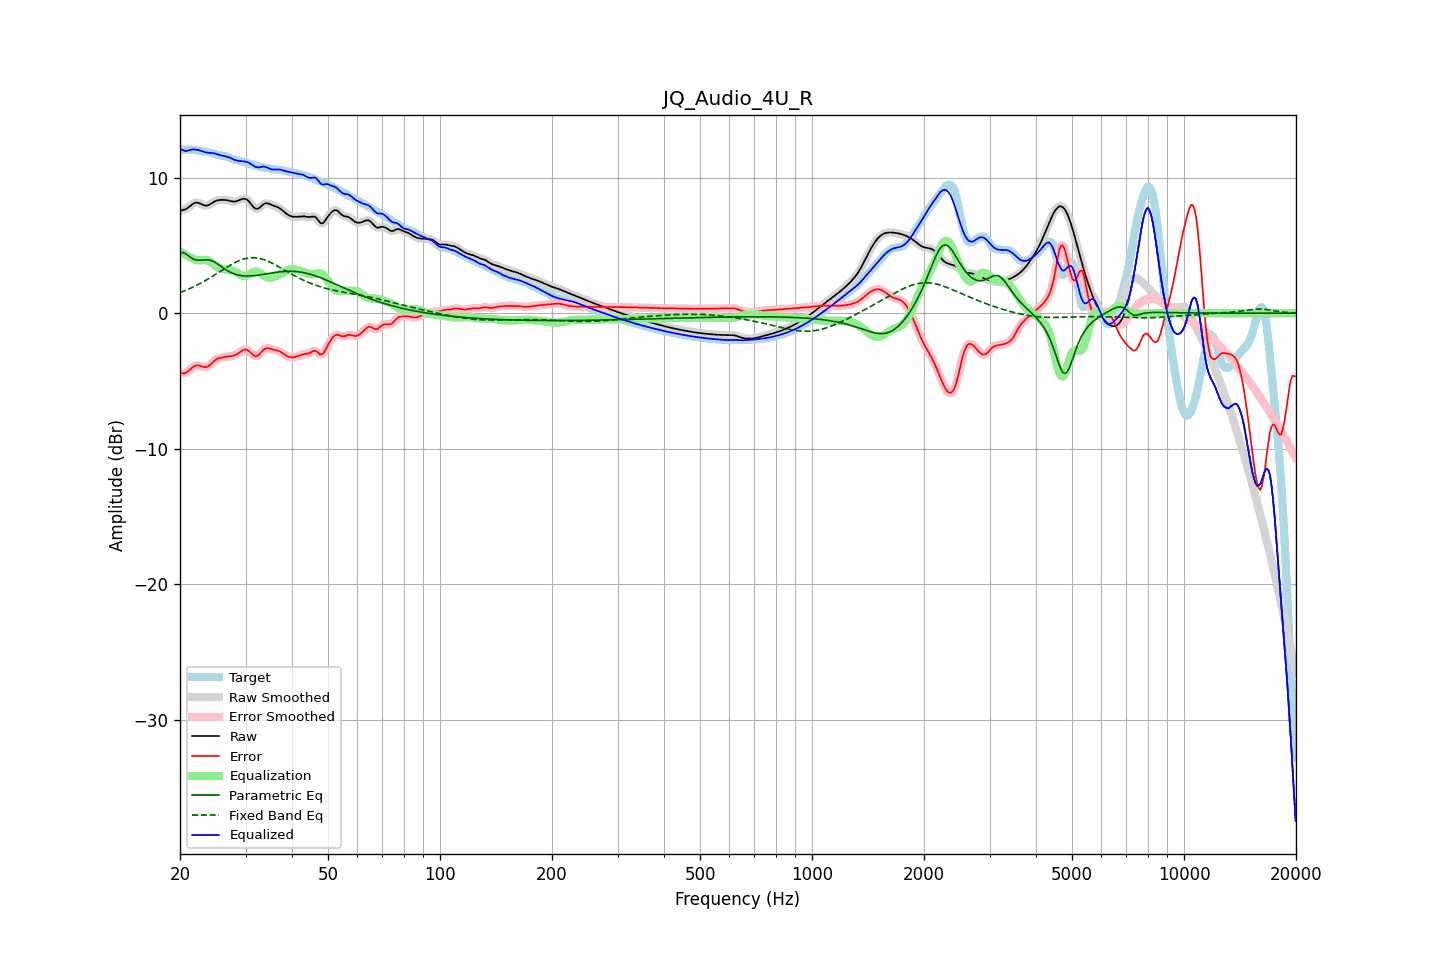 JQ_Audio_4U_R
10
0
−10
−20
−30
Amplitude (dBr)
Target
Raw Smoothed
Error Smoothed
Raw
Error
Equalization
Parametric Eq
Fixed Band Eq
Equalized
20 50 100 200 500 1000 2000 5000 10000 20000
Frequency (Hz)